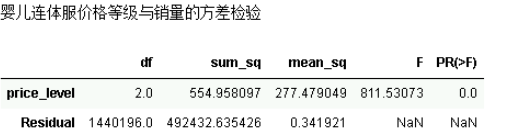 婴儿连体服价格等级与销量的方差检验
df sum_sq mean_sq F PR(>F)
price_level 2.0 554.958097 277.479049 811.53073 0.0
Residual 1440196.0 492432.635426 0.341921 NaN NaN